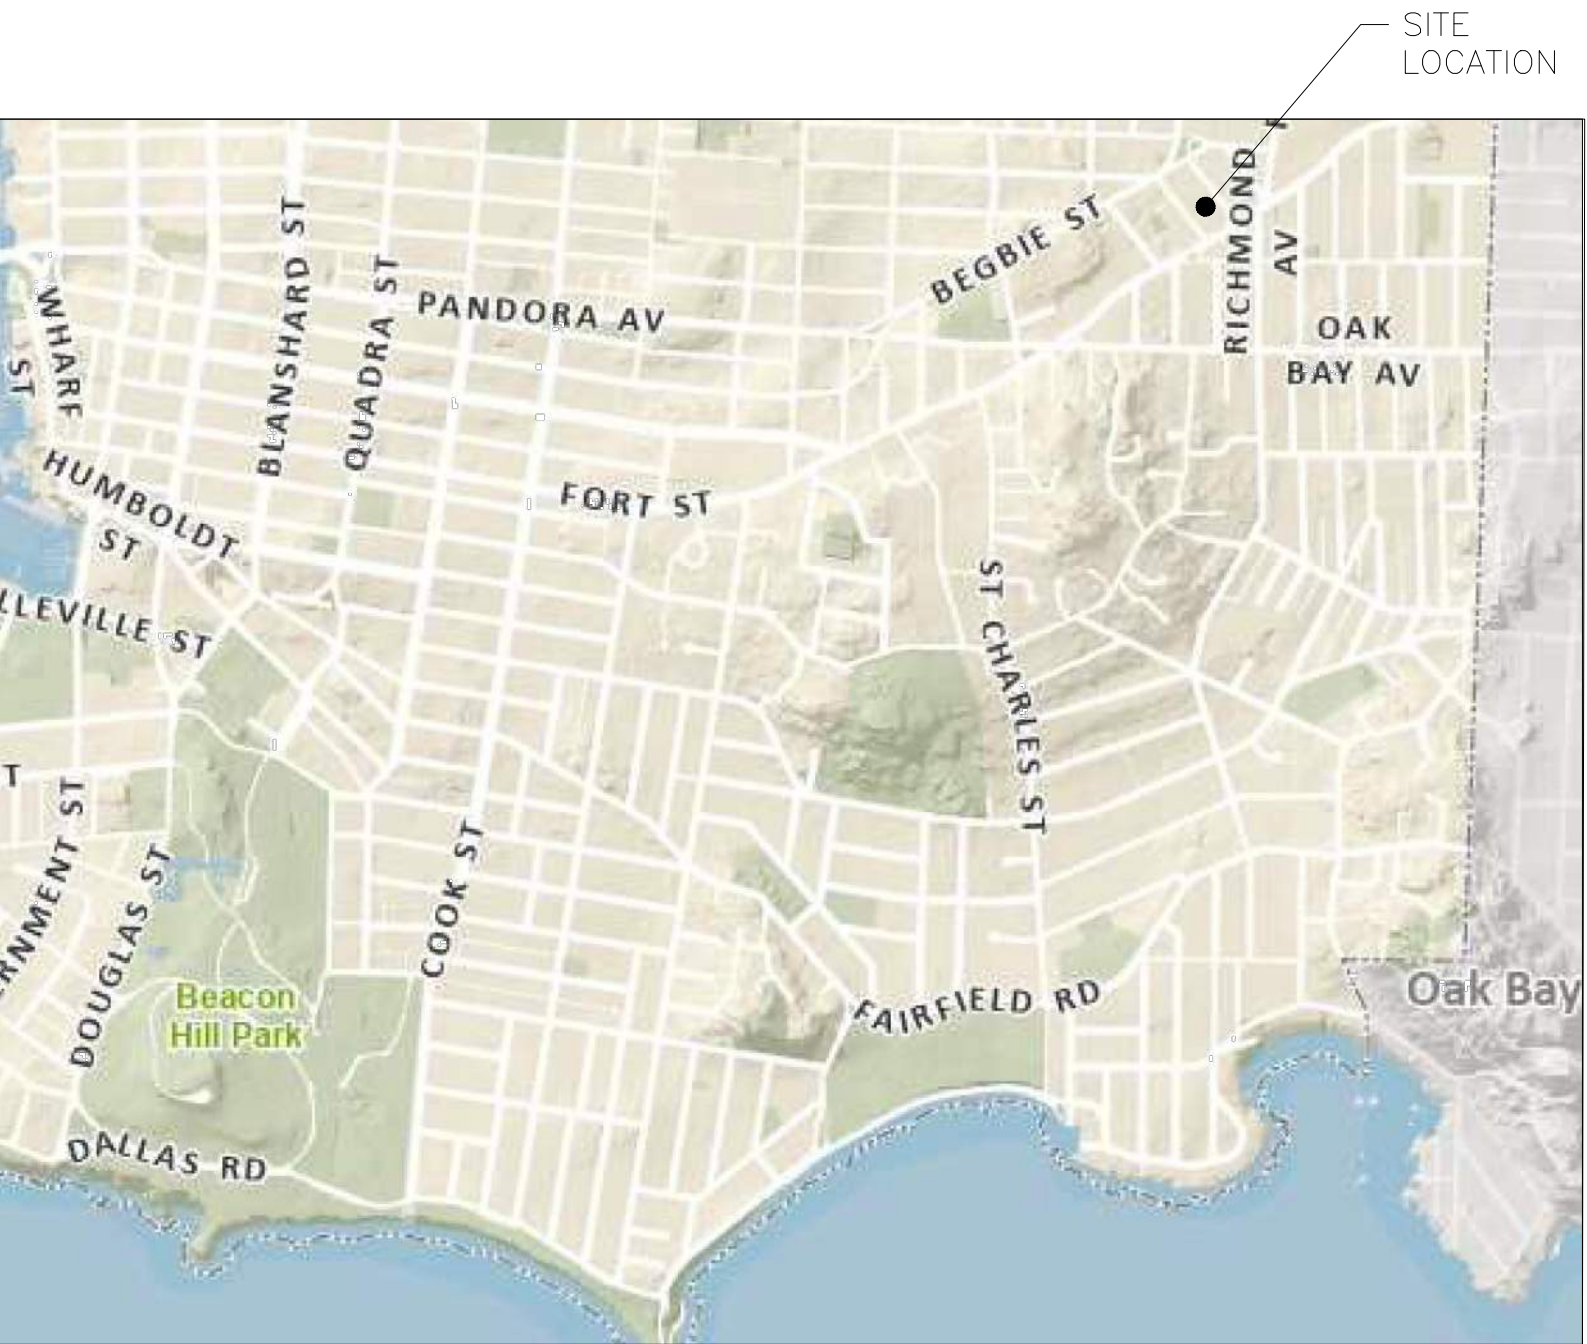 SITE
LOCATION
BLANSHARD ST
QUADRA ST
PANDORA AV
BEGBIE ST
RICHMOND
AV
OAK
BAY AV
WHARF
ST
HUMBOLDT
ST
FORT ST
LLEVILLE ST
ST CHARLES ST
T
ERNMENT ST
DOUGLAS ST
COOK ST
Beacon
Hill Park
FAIRFIELD RD
Oak Bay
DALLAS RD